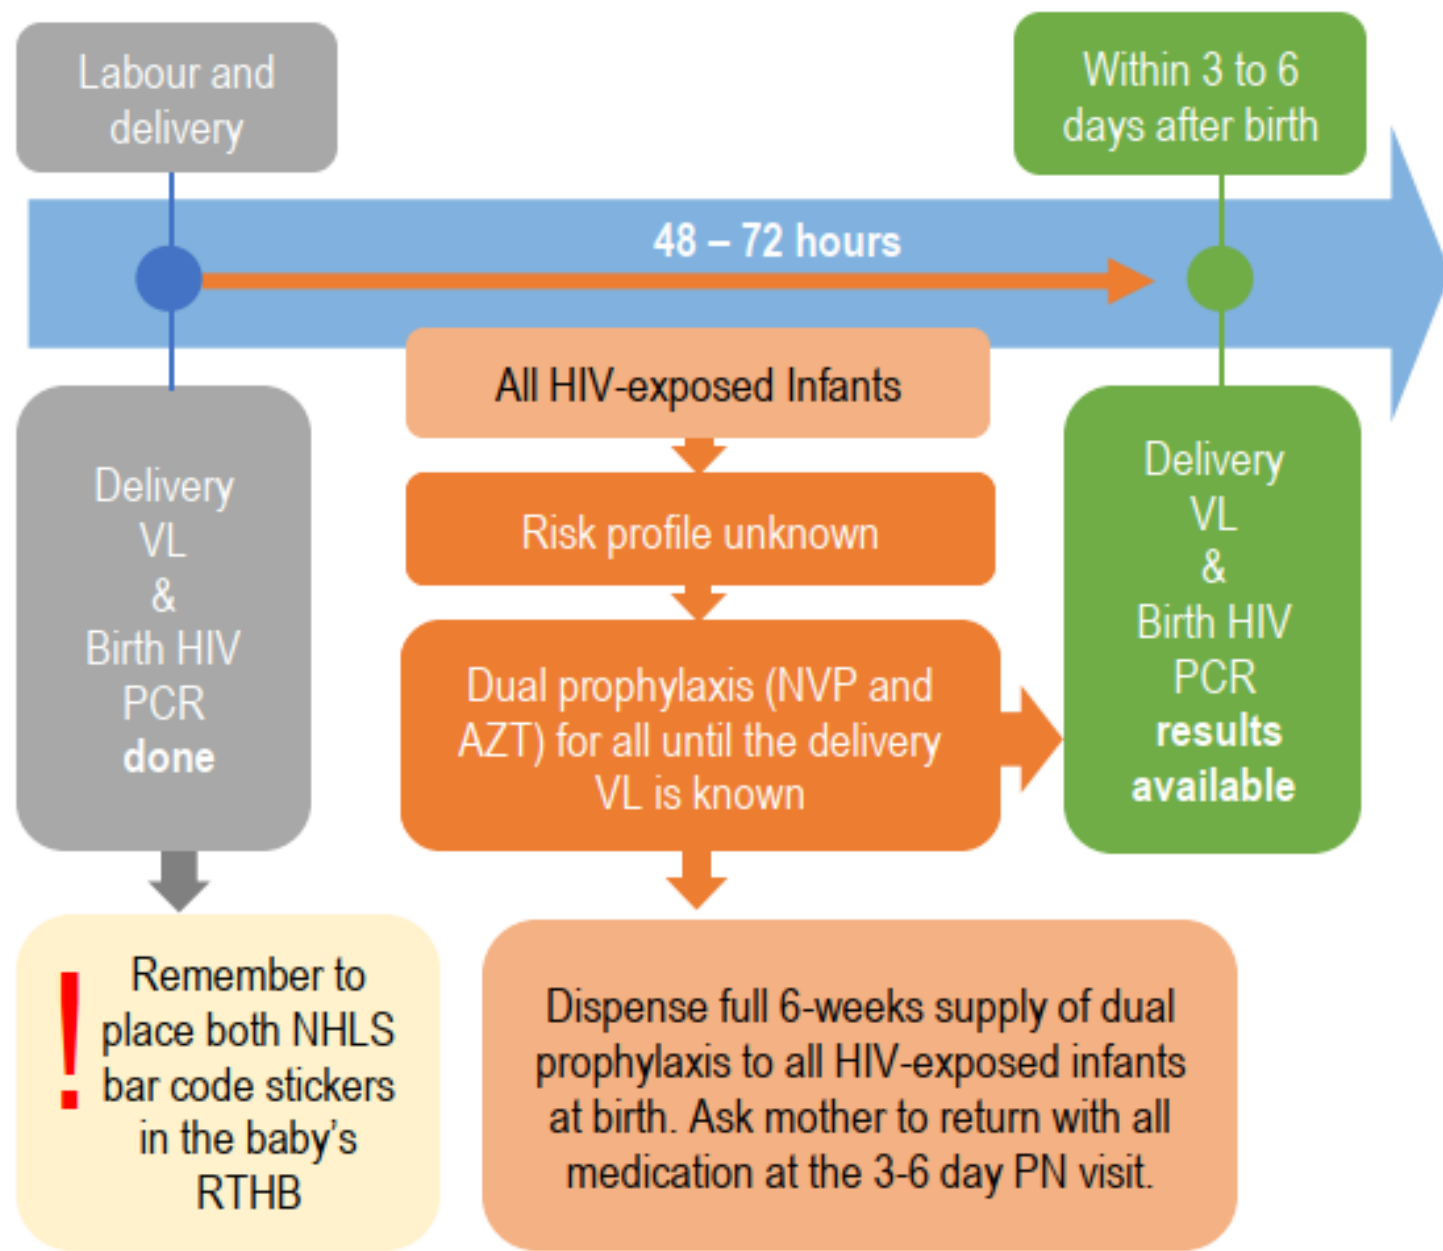 Labour and
delivery
Within 3 to 6
days after birth
48 – 72 hours
All HIV-exposed Infants
Risk profile unknown
Dual prophylaxis (NVP and
AZT) for all until the delivery
VL is known
Delivery
VL
&
Birth HIV
PCR
done
Delivery
VL
&
Birth HIV
PCR
results
available
!
Remember to
place both NHLS
bar code stickers
in the baby's
RTHB
Dispense full 6-weeks supply of dual
prophylaxis to all HIV-exposed infants
at birth. Ask mother to return with all
medication at the 3-6 day PN visit.